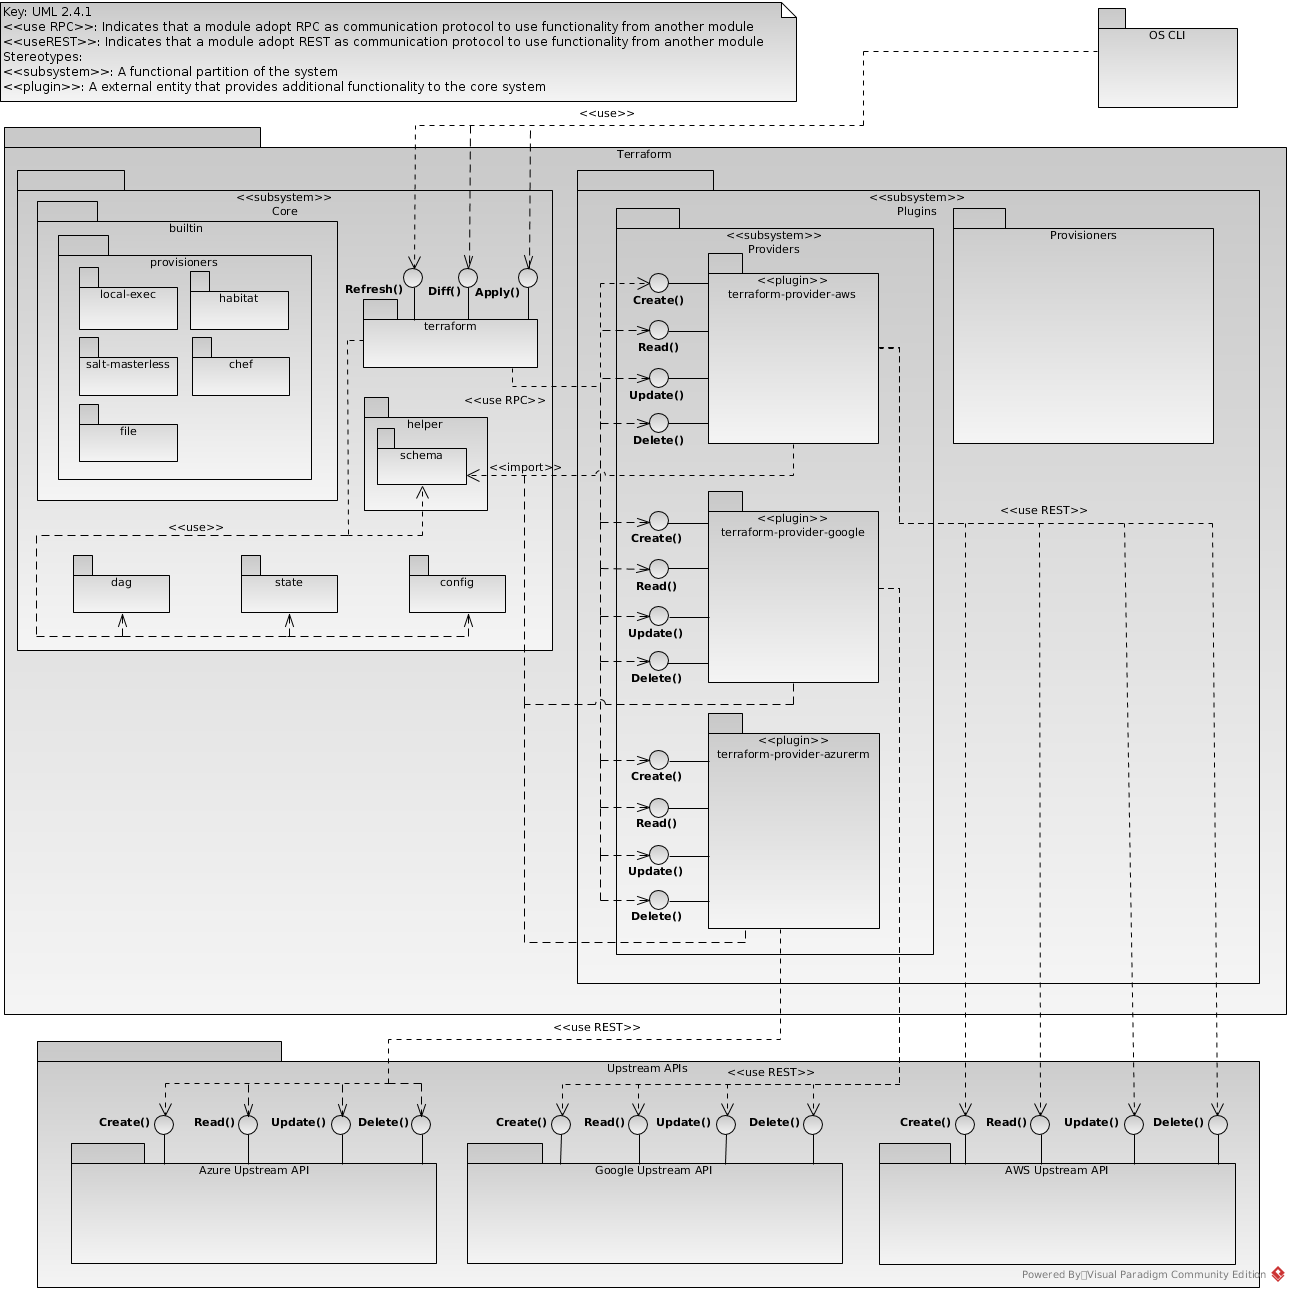 Key: UML 2.4.1
<<use RPC>>: Indicates that a module adopt RPC as communication protocol to use functionality from another module
<<useREST>>: Indicates that a module adopt REST as communication protocol to use functionality from another module
Stereotypes:
<<subsystem>>: A functional partition of the system
<<plugin>>: A external entity that provides additional functionality to the core system
OS CLI
<<use>>
Terraform
<<subsystem>>
Core
builtin
provisioners
local-exec
habitat
salt-masterless
chef
file
Refresh()
Diff()
Apply()
terraform
<<use RPC>>
helper
schema
<<import>>
<<use>>
dag
state
config
<<subsystem>>
Plugins
<<subsystem>>
Providers
Provisioners
<<plugin>>
terraform-provider-aws
Create()
Read()
Update()
Delete()
<<plugin>>
terraform-provider-google
Create()
Read()
Update()
Delete()
<<use REST>>
<<plugin>>
terraform-provider-azurerm
Create()
Read()
Update()
Delete()
<<use REST>>
Upstream APIs
<<use REST>>
Create()
Read()
Update()
Delete()
Azure Upstream API
Create()
Read()
Update()
Delete()
Google Upstream API
Create()
Read()
Update()
Delete()
AWS Upstream API
Powered By Visual Paradigm Community Edition